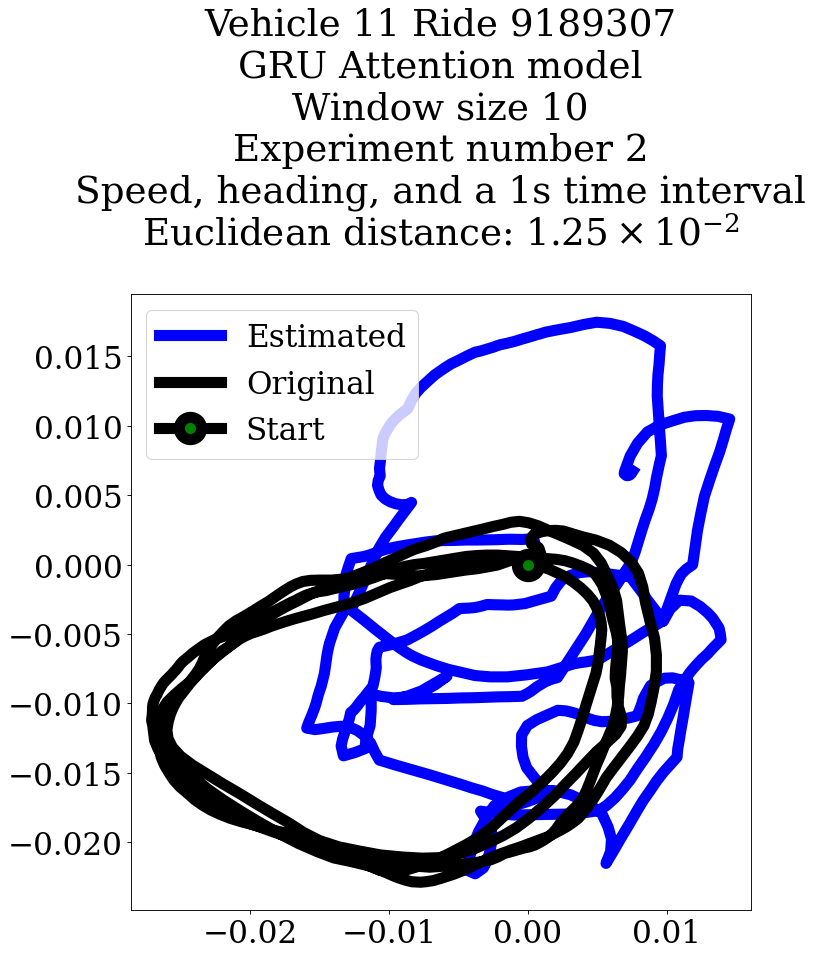 Vehicle 11 Ride 9189307
GRU Attention model
Window size 10
Experiment number 2
Speed, heading, and a 1s time interval
Euclidean distance: 1.25 × 10⁻²
Estimated
Original
Start
0.015
0.010
0.005
0.000
−0.005
−0.010
−0.015
−0.020
−0.02 −0.01 0.00 0.01